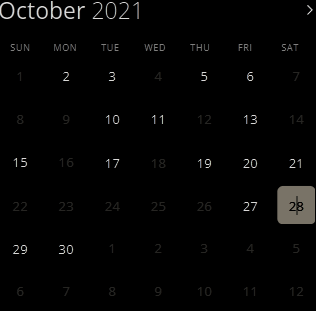 October 2021
SUN MON TUE WED THU FRI SAT
1 2 3 4 5 6 7
8 9 10 11 12 13 14
15 16 17 18 19 20 21
22 23 24 25 26 27 28
29 30 1 2 3 4 5
6 7 8 9 10 11 12